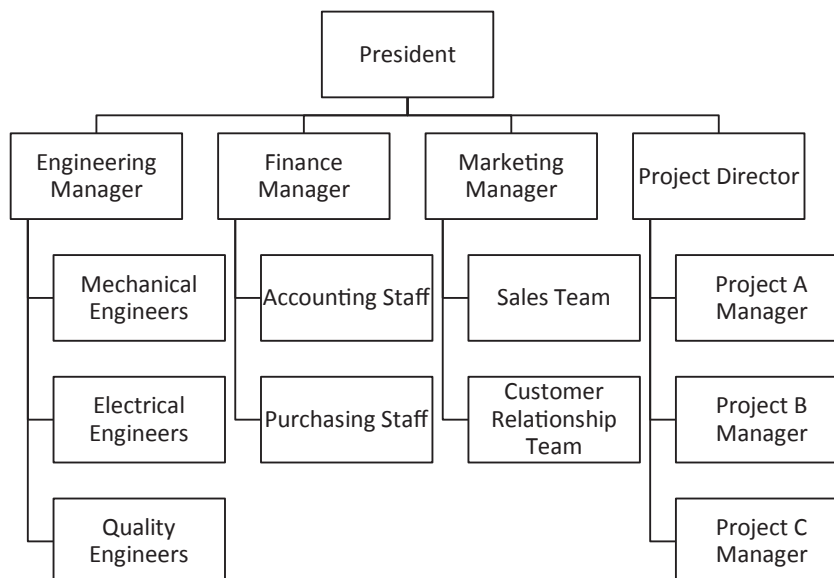 President
Engineering
Manager
Finance
Manager
Marketing
Manager
Project Director
Mechanical
Engineers
Accounting Staff
Sales Team
Project A
Manager
Electrical
Engineers
Purchasing Staff
Customer
Relationship
Team
Project B
Manager
Quality
Engineers
Project C
Manager